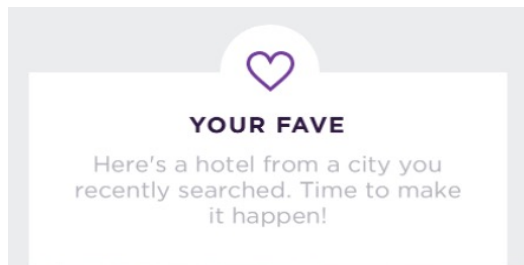 YOUR FAVE
Here's a hotel from a city you
recently searched. Time to make
it happen!